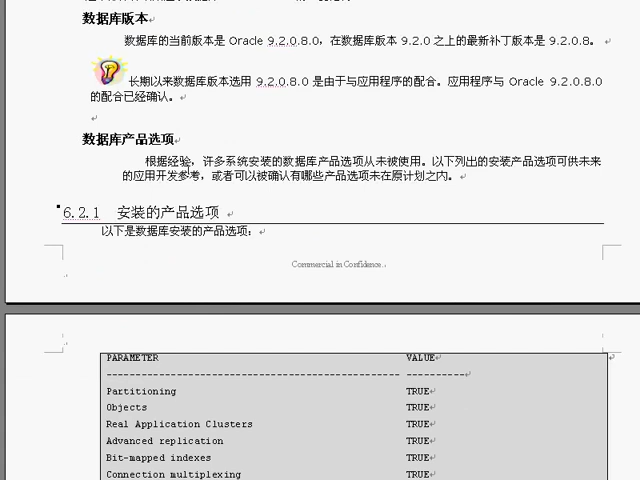 数据库版本
数据库的当前版本是 Oracle 9.2.0.8.0，在数据库版本 9.2.0 之上的最新补丁版本是 9.2.0.8。
长期以来数据库版本选用 9.2.0.8.0 是由于与应用程序的配合。应用程序与 Oracle 9.2.0.8.0
的配合已经确认。
数据库产品选项
根据经验，许多系统安装的数据库产品选项从未被使用。以下列出的安装产品选项可供未来
的应用开发参考，或者可以被确认有哪些产品选项未在原计划之内。
6.2.1 安装的产品选项
以下是数据库安装的产品选项：
Commercial in Confidence.
PARAMETER VALUE
------------------------------------------------ ----------
Partitioning TRUE
Objects TRUE
Real Application Clusters TRUE
Advanced replication TRUE
Bit-mapped indexes TRUE
Connection multiplexing TRUE